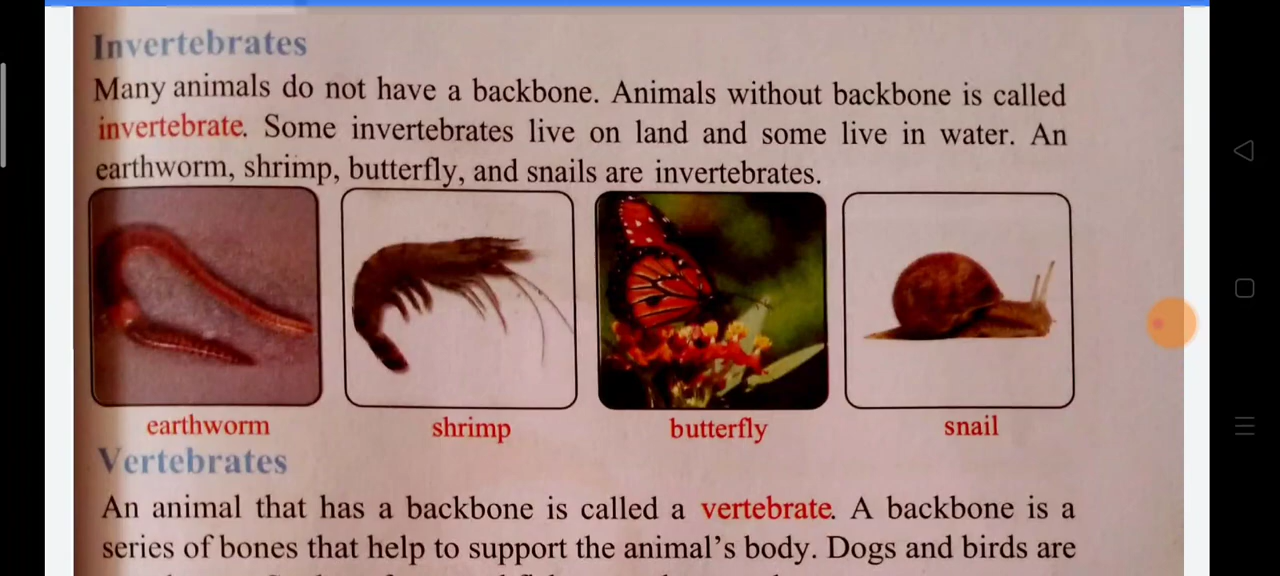 Invertebrates
Many animals do not have a backbone. Animals without backbone is called
invertebrate. Some invertebrates live on land and some live in water. An
earthworm, shrimp, butterfly, and snails are invertebrates.
earthworm shrimp butterfly snail
Vertebrates
An animal that has a backbone is called a vertebrate. A backbone is a
series of bones that help to support the animal's body. Dogs and birds are